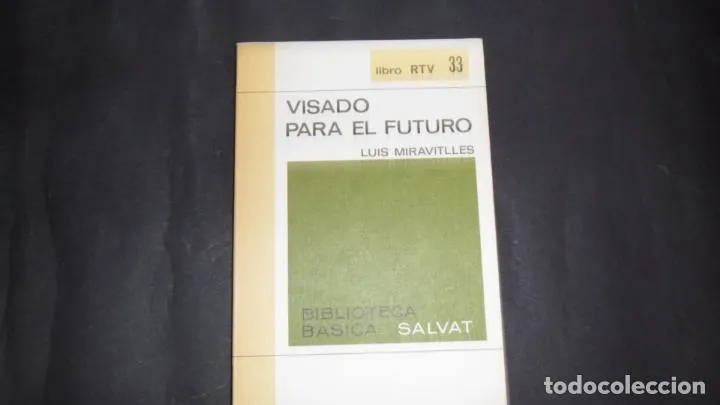 libro RTV 33
VISADO
PARA EL FUTURO
LUIS MIRAVITLLES
BIBLIOTECA
BASICA SALVAT
todocoleccion